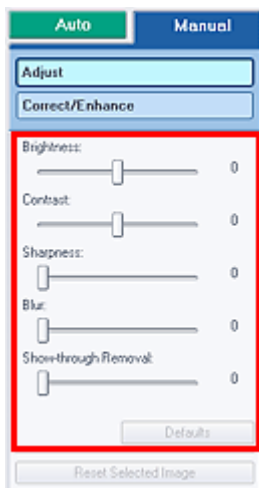 Auto Manual
Adjust
Correct/Enhance
Brightness:
0
Contrast:
0
Sharpness:
0
Blur:
0
Show-through Removal:
0
Defaults
Reset Selected Image